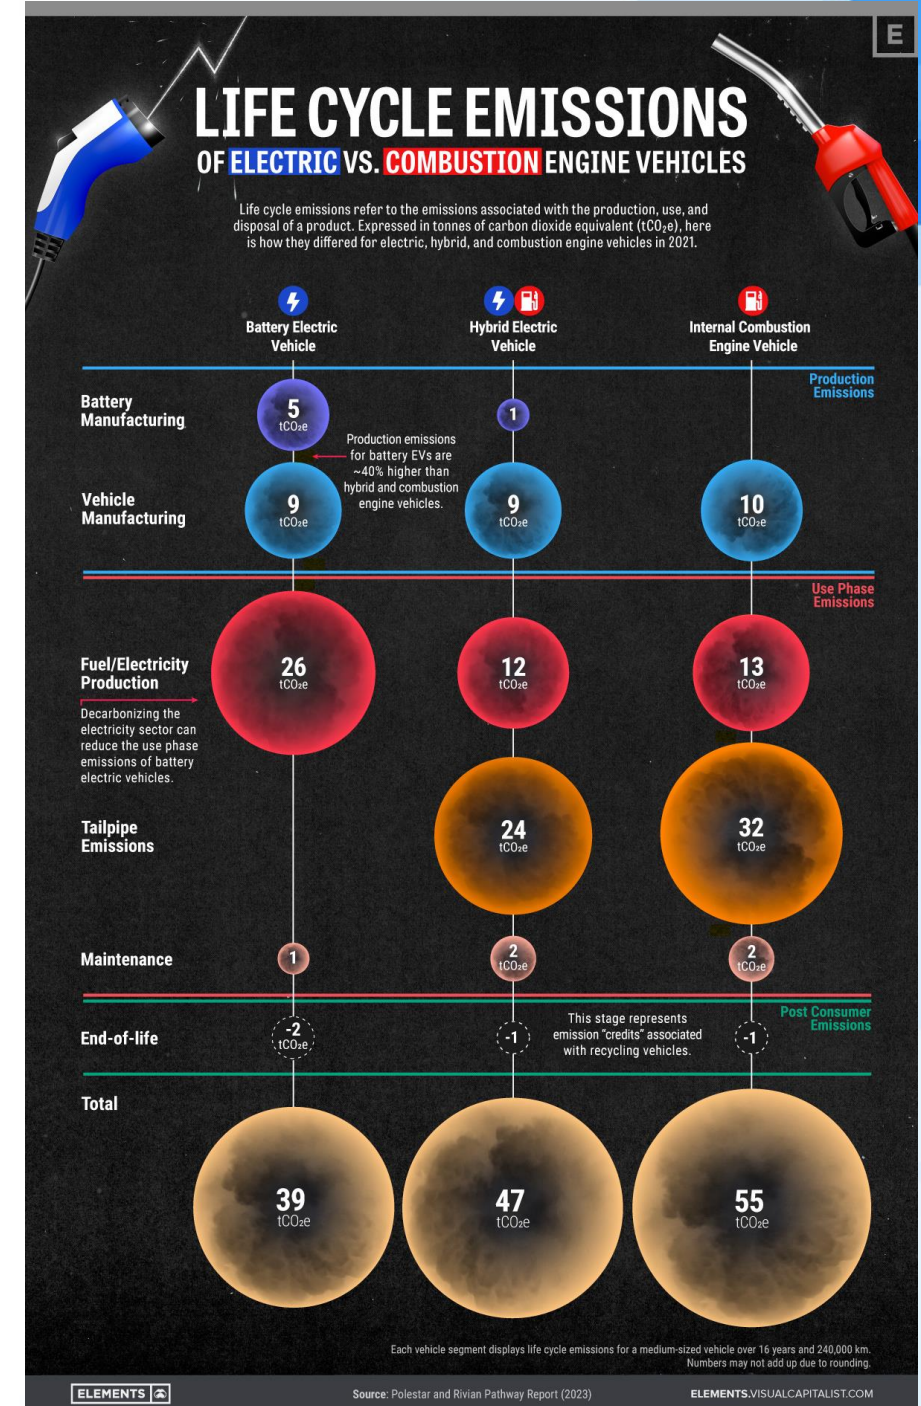 E
LIFE CYCLE EMISSIONS
OF ELECTRIC VS. COMBUSTION ENGINE VEHICLES
Life cycle emissions refer to the emissions associated with the production, use, and
disposal of a product. Expressed in tonnes of carbon dioxide equivalent (tCO₂e), here
is how they differed for electric, hybrid, and combustion engine vehicles in 2021.
Battery Electric
Vehicle
Hybrid Electric
Vehicle
Internal Combustion
Engine Vehicle
Production
Emissions
Battery
Manufacturing
5
tCO₂e
1
Production emissions
for battery EVs are
~40% higher than
hybrid and combustion
engine vehicles.
Vehicle
Manufacturing
9
tCO₂e
9
tCO₂e
10
tCO₂e
Use Phase
Emissions
Fuel/Electricity
Production
26
tCO₂e
12
tCO₂e
13
tCO₂e
Decarbonizing the
electricity sector can
reduce the use phase
emissions of battery
electric vehicles.
Tailpipe
Emissions
24
tCO₂e
32
tCO₂e
Maintenance
1
2
tCO₂e
2
tCO₂e
Post Consumer
Emissions
End-of-life
-2
tCO₂e
-1
This stage represents
emission "credits" associated
with recycling vehicles.
-1
Total
39
tCO₂e
47
tCO₂e
55
tCO₂e
Each vehicle segment displays life cycle emissions for a medium-sized vehicle over 16 years and 240,000 km.
Numbers may not add up due to rounding.
ELEMENTS
Source: Polestar and Rivian Pathway Report (2023)
ELEMENTS.VISUALCAPITALIST.COM